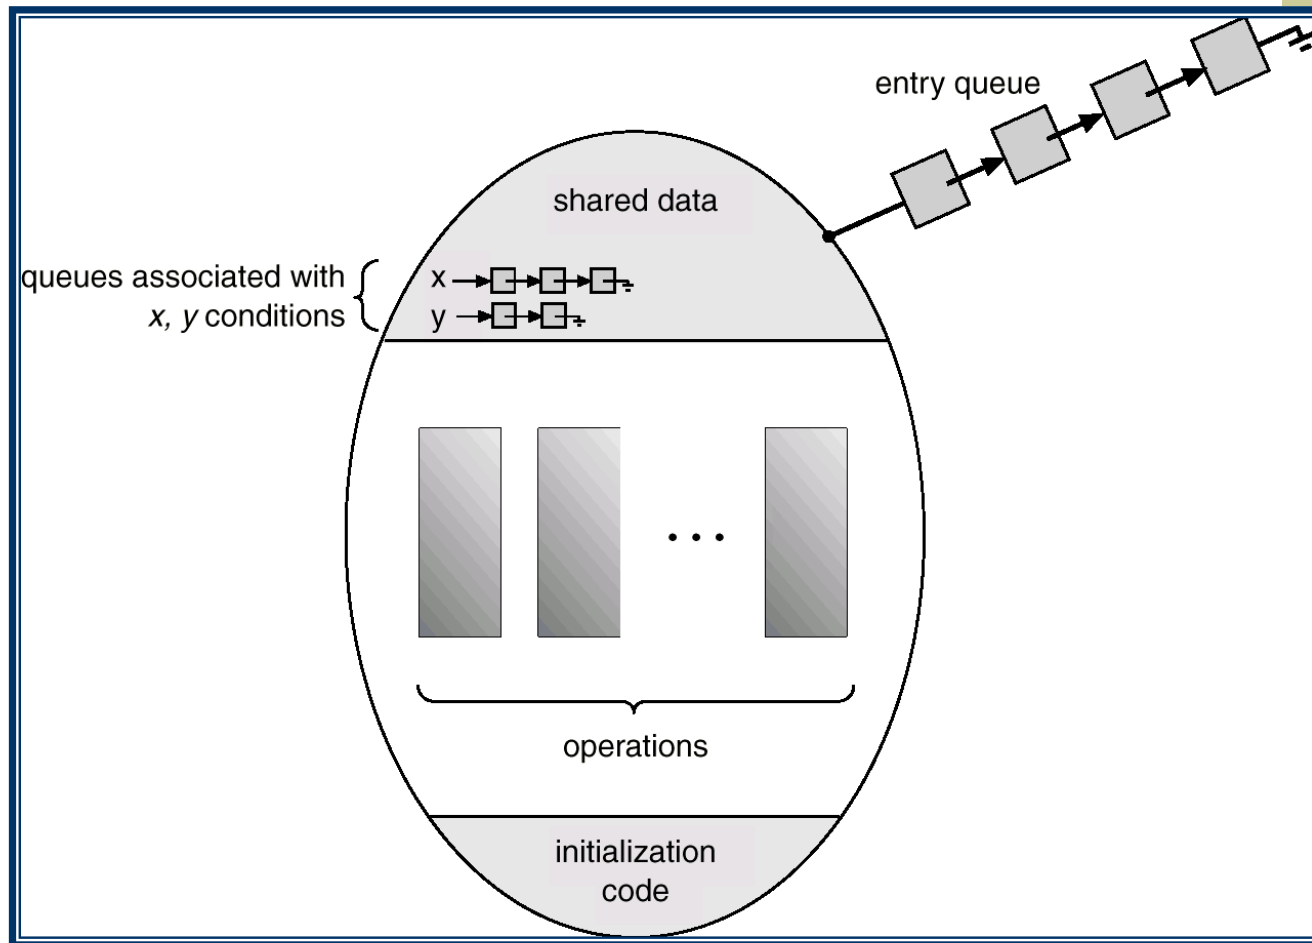 entry queue
shared data
queues associated with
x, y conditions
x
y
...
operations
initialization
code